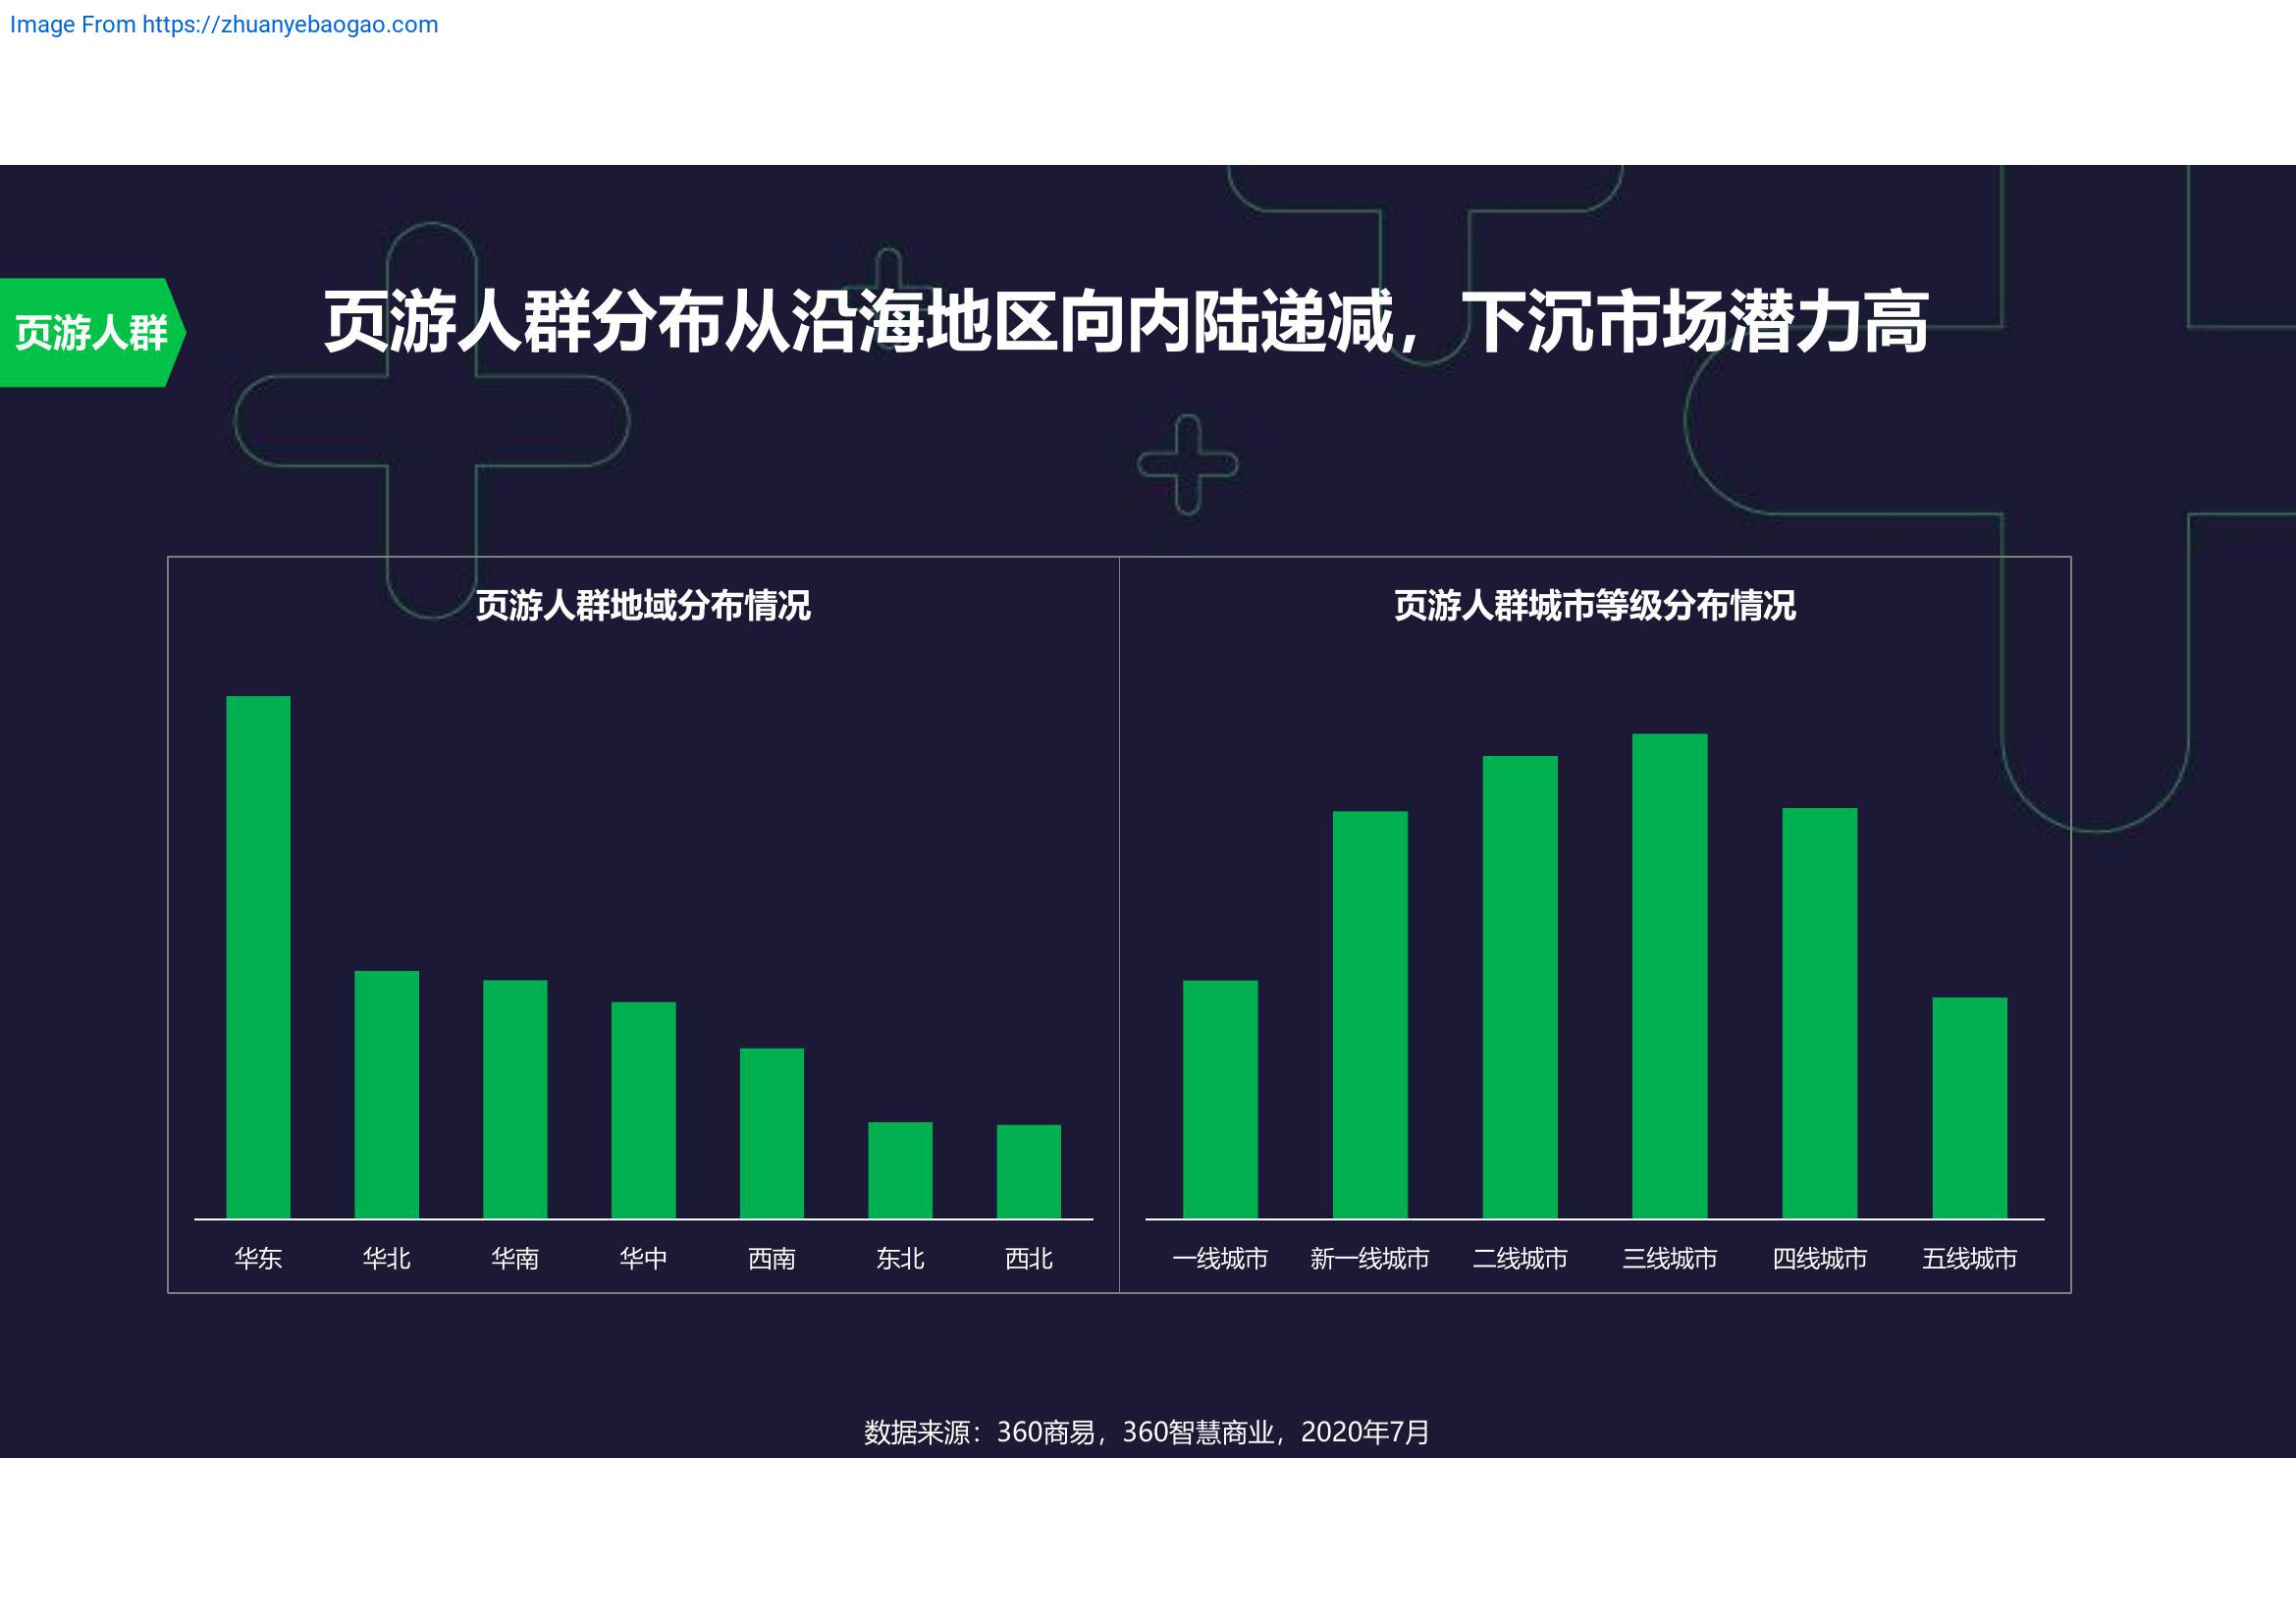 Image From https://zhuanyebaogao.com
页游人群
页游人群分布从沿海地区向内陆递减，下沉市场潜力高
页游人群地域分布情况
华东 华北 华南 华中 西南 东北 西北
页游人群城市等级分布情况
一线城市 新一线城市 二线城市 三线城市 四线城市 五线城市
数据来源：360商易，360智慧商业，2020年7月